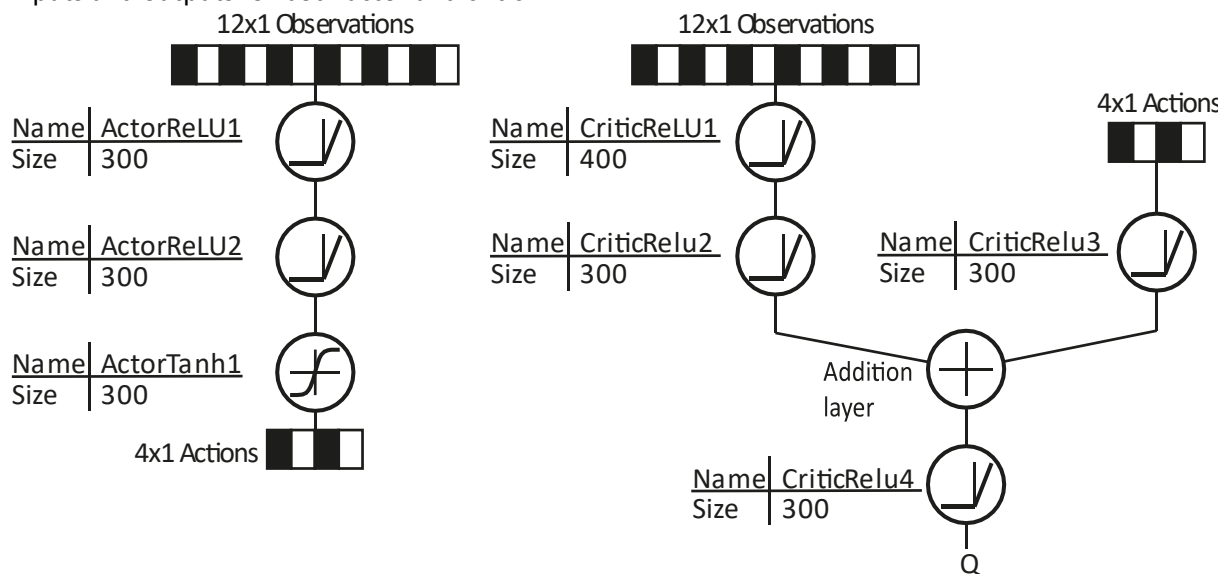 12x1 Observations
Name ActorReLU1
Size 300
Name ActorReLU2
Size 300
Name ActorTanh1
Size 300
4x1 Actions
12x1 Observations
Name CriticReLU1
Size 400
Name CriticRelu2
Size 300
4x1 Actions
Name CriticRelu3
Size 300
Addition
layer
Name CriticRelu4
Size 300
Q